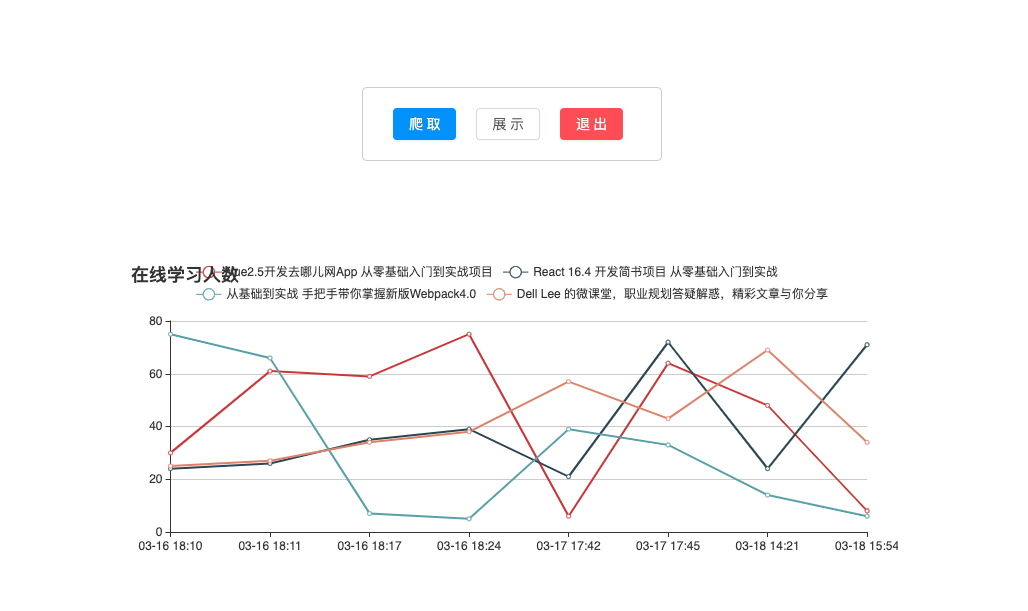 爬 取
展 示
退 出
在线学习人数
ue2.5开发去哪儿网App 从零基础入门到实战项目
React 16.4 开发简书项目 从零基础入门到实战
从基础到实战 手把手带你掌握新版Webpack4.0
Dell Lee 的微课堂，职业规划答疑解惑，精彩文章与你分享
80
60
40
20
0
03-16 18:10
03-16 18:11
03-16 18:17
03-16 18:24
03-17 17:42
03-17 17:45
03-18 14:21
03-18 15:54